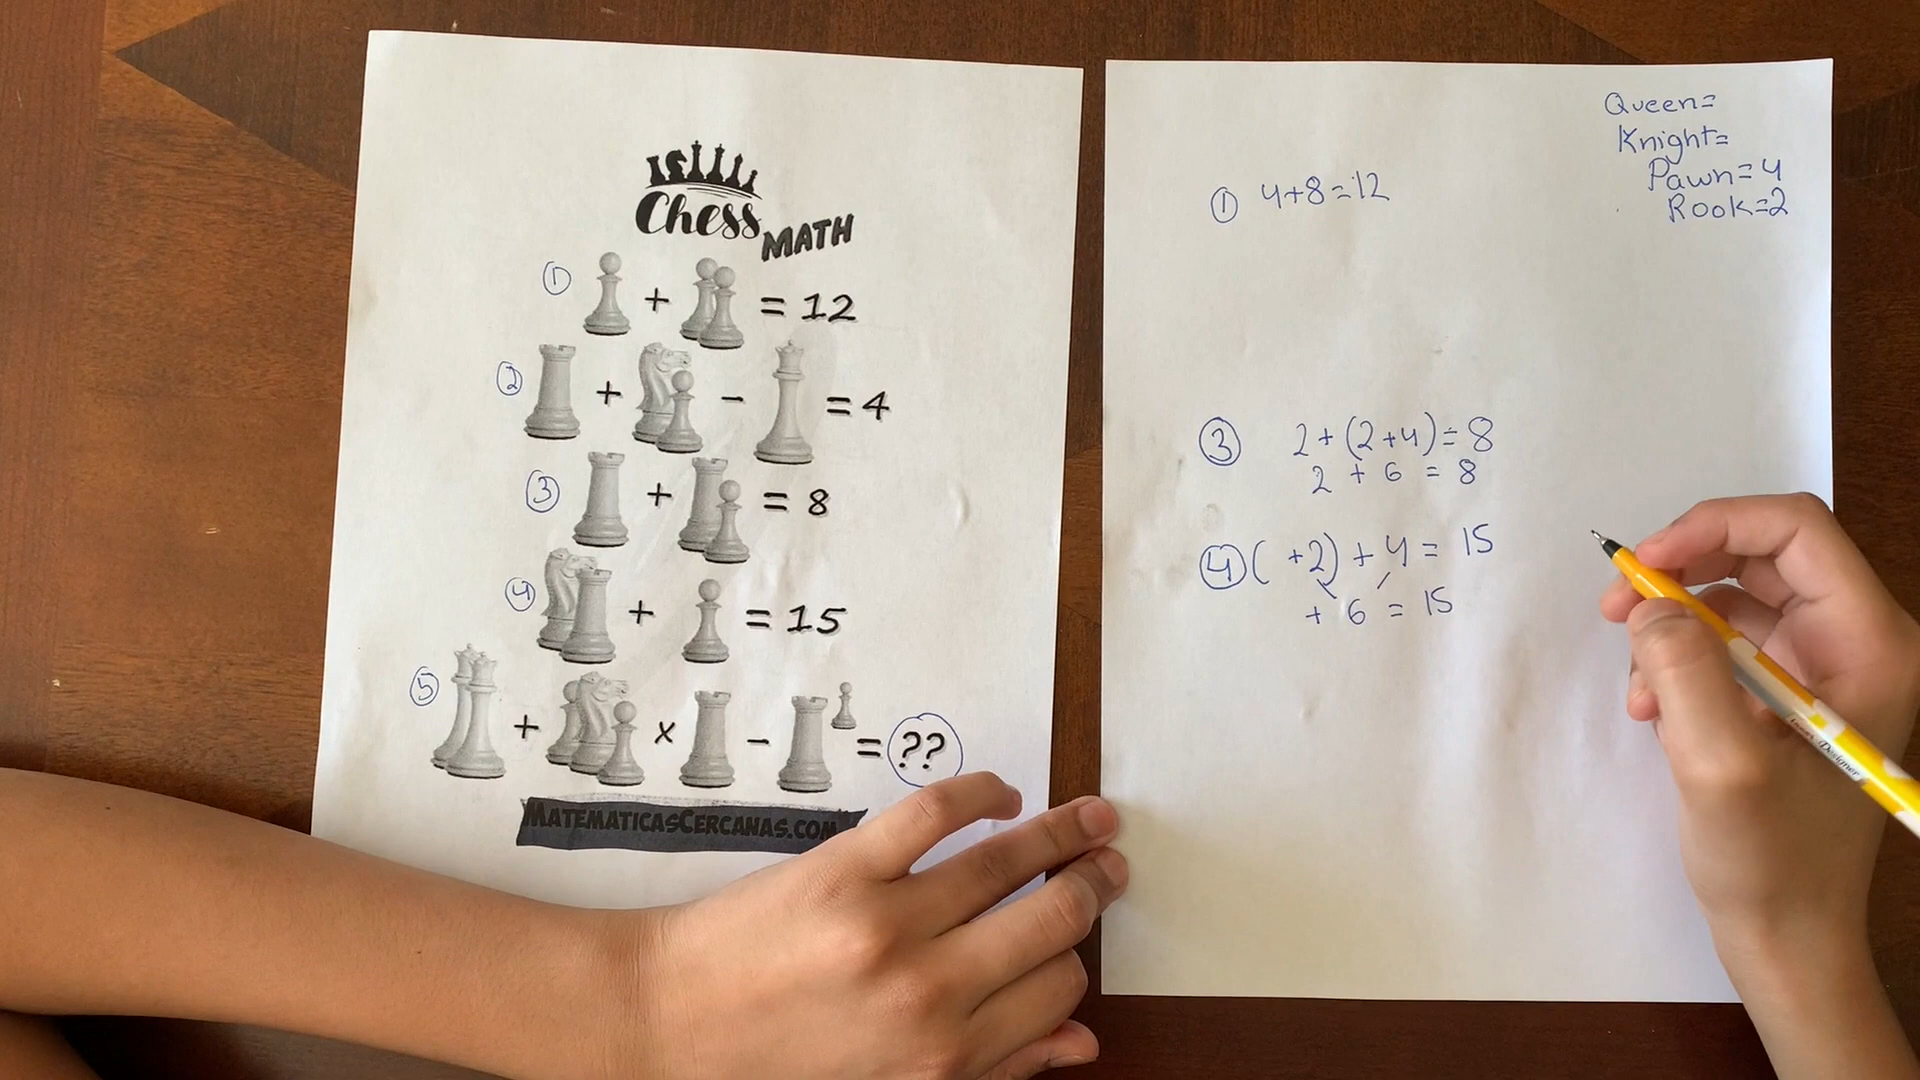 Chess
MATH
① + = 12
② + - = 4
③ + = 8
④ + = 15
⑤ + x - = ??
MATEMATICASCERCANAS.COM
Queen=
Knight=
Pawn=4
Rook=2
① 4+8=12
③ 2+(2+4)=8
2+6=8
④( +2)+4=15
+6=15